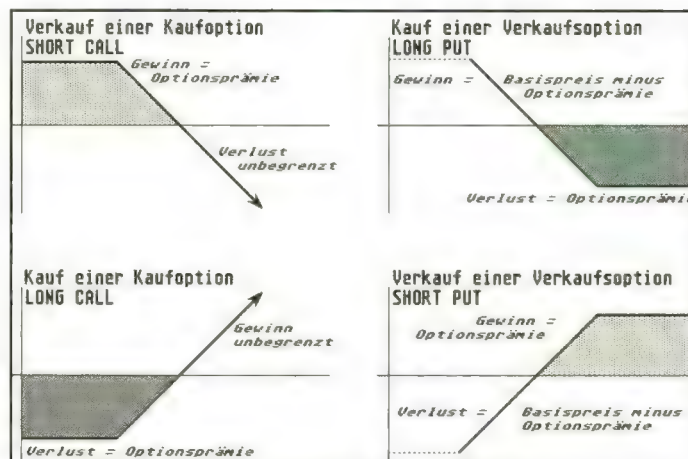 Verkauf einer Kaufoption
SHORT CALL
Gewinn =
Optionsprämie
Verlust
unbegrenzt
Kauf einer Verkaufsoption
LONG PUT
Gewinn = Basispreis minus
Optionsprämie
Verlust = Optionsprämie
Kauf einer Kaufoption
LONG CALL
Gewinn
unbegrenzt
Verlust = Optionsprämie
Verkauf einer Verkaufsoption
SHORT PUT
Gewinn =
Optionsprämie
Verlust = Basispreis minus
Optionsprämie